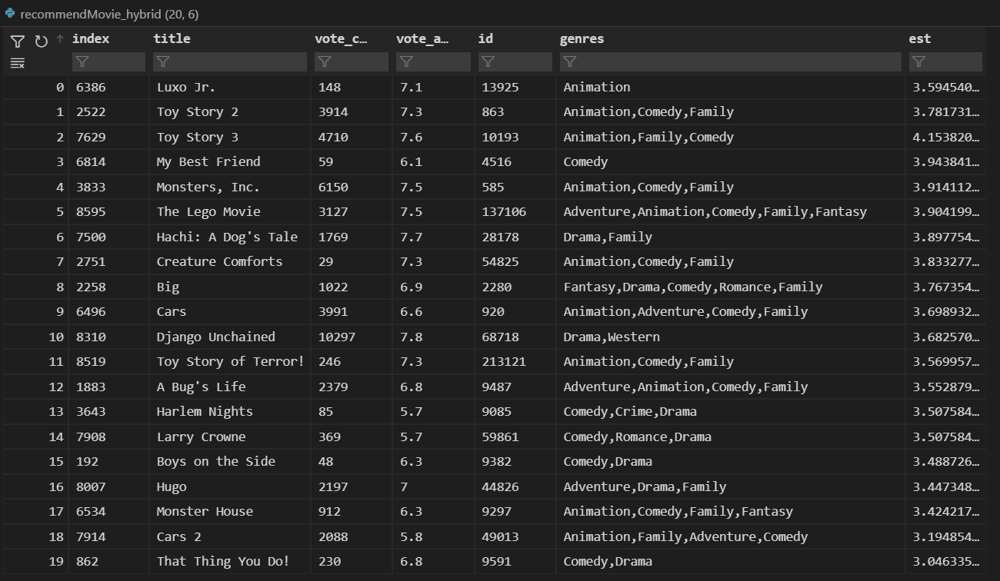 recommendMovie_hybrid (20, 6)
index title vote_c… vote_a… id genres est
0 6386 Luxo Jr. 148 7.1 13925 Animation 3.594540…
1 2522 Toy Story 2 3914 7.3 863 Animation,Comedy,Family 3.781731…
2 7629 Toy Story 3 4710 7.6 10193 Animation,Family,Comedy 4.153820…
3 6814 My Best Friend 59 6.1 4516 Comedy 3.943841…
4 3833 Monsters, Inc. 6150 7.5 585 Animation,Comedy,Family 3.914112…
5 8595 The Lego Movie 3127 7.5 137106 Adventure,Animation,Comedy,Family,Fantasy 3.904199…
6 7500 Hachi: A Dog's Tale 1769 7.7 28178 Drama,Family 3.897754…
7 2751 Creature Comforts 29 7.3 54825 Animation,Comedy,Family 3.833277…
8 2258 Big 1022 6.9 2280 Fantasy,Drama,Comedy,Romance,Family 3.767354…
9 6496 Cars 3991 6.6 920 Animation,Adventure,Comedy,Family 3.698932…
10 8310 Django Unchained 10297 7.8 68718 Drama,Western 3.682570…
11 8519 Toy Story of Terror! 246 7.3 213121 Animation,Comedy,Family 3.569957…
12 1883 A Bug's Life 2379 6.8 9487 Adventure,Animation,Comedy,Family 3.552879…
13 3643 Harlem Nights 85 5.7 9085 Comedy,Crime,Drama 3.507584…
14 7908 Larry Crowne 369 5.7 59861 Comedy,Romance,Drama 3.507584…
15 192 Boys on the Side 48 6.3 9382 Comedy,Drama 3.488726…
16 8007 Hugo 2197 7 44826 Adventure,Drama,Family 3.447348…
17 6534 Monster House 912 6.3 9297 Animation,Comedy,Family,Fantasy 3.424217…
18 7914 Cars 2 2088 5.8 49013 Animation,Family,Adventure,Comedy 3.194854…
19 862 That Thing You Do! 230 6.8 9591 Comedy,Drama 3.046335…